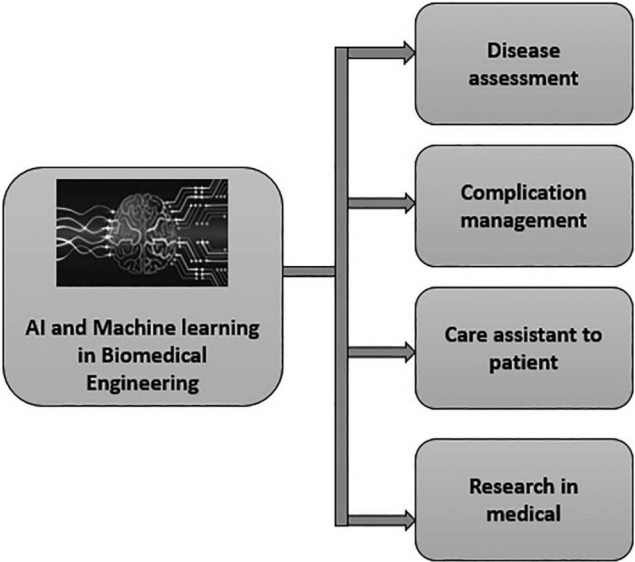 AI and Machine learning
in Biomedical
Engineering
Disease
assessment
Complication
management
Care assistant to
patient
Research in
medical